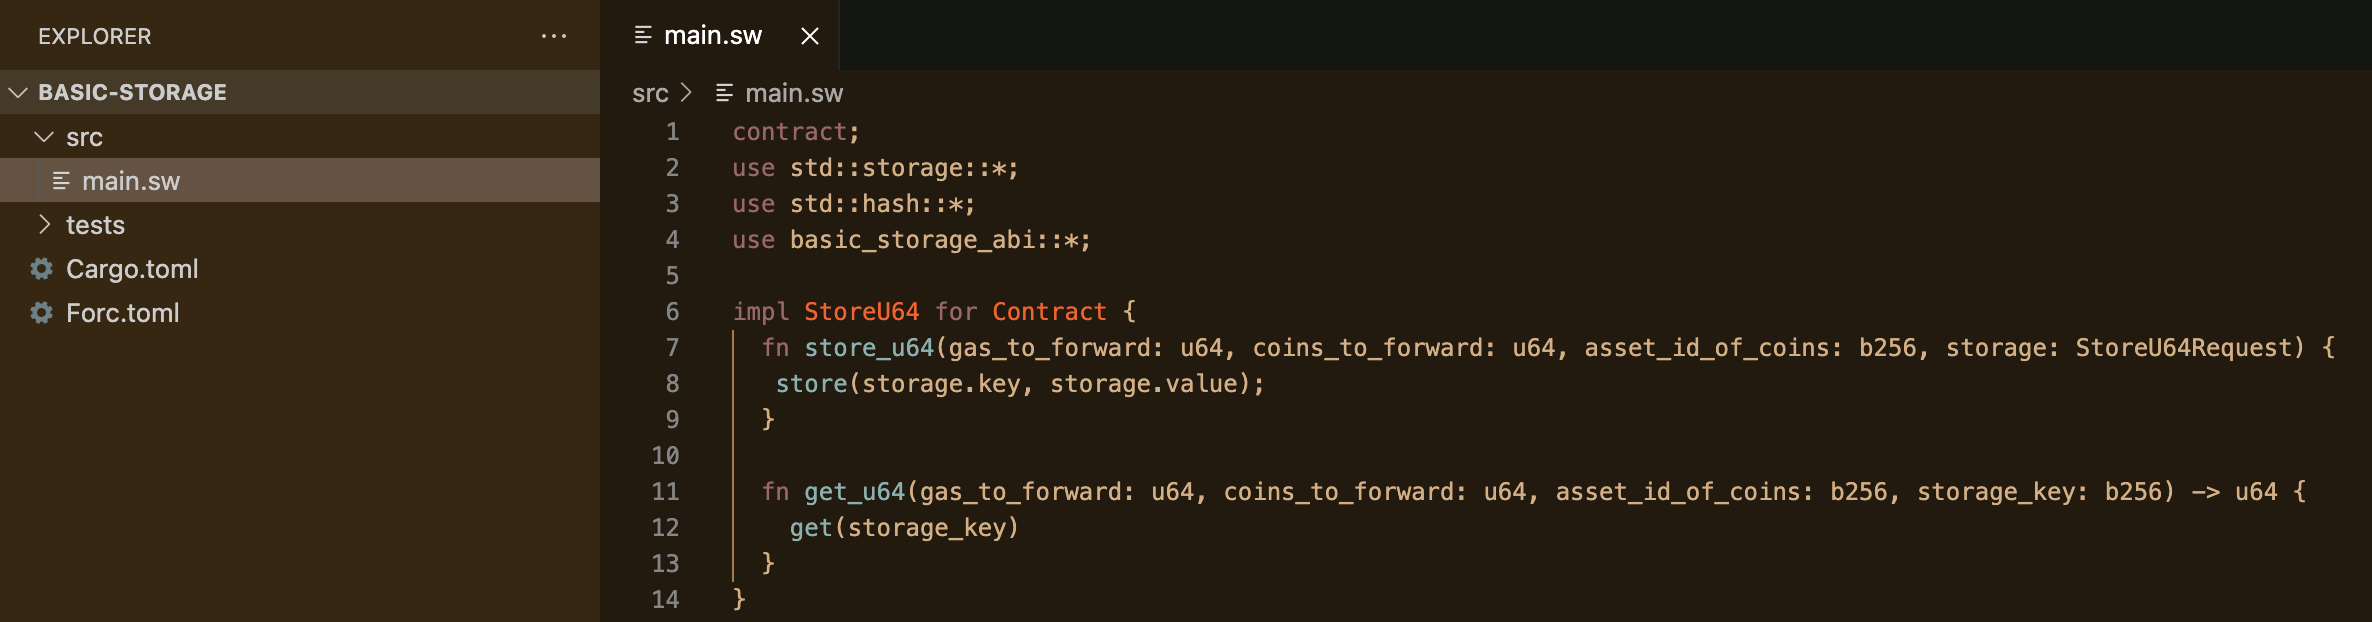 EXPLORER ...
BASIC-STORAGE
src
main.sw
tests
Cargo.toml
Forc.toml
main.sw
src > main.sw
1 contract;
2 use std::storage::*;
3 use std::hash::*;
4 use basic_storage_abi::*;
5
6 impl StoreU64 for Contract {
7 fn store_u64(gas_to_forward: u64, coins_to_forward: u64, asset_id_of_coins: b256, storage: StoreU64Request) {
8 store(storage.key, storage.value);
9 }
10
11 fn get_u64(gas_to_forward: u64, coins_to_forward: u64, asset_id_of_coins: b256, storage_key: b256) -> u64 {
12 get(storage_key)
13 }
14 }